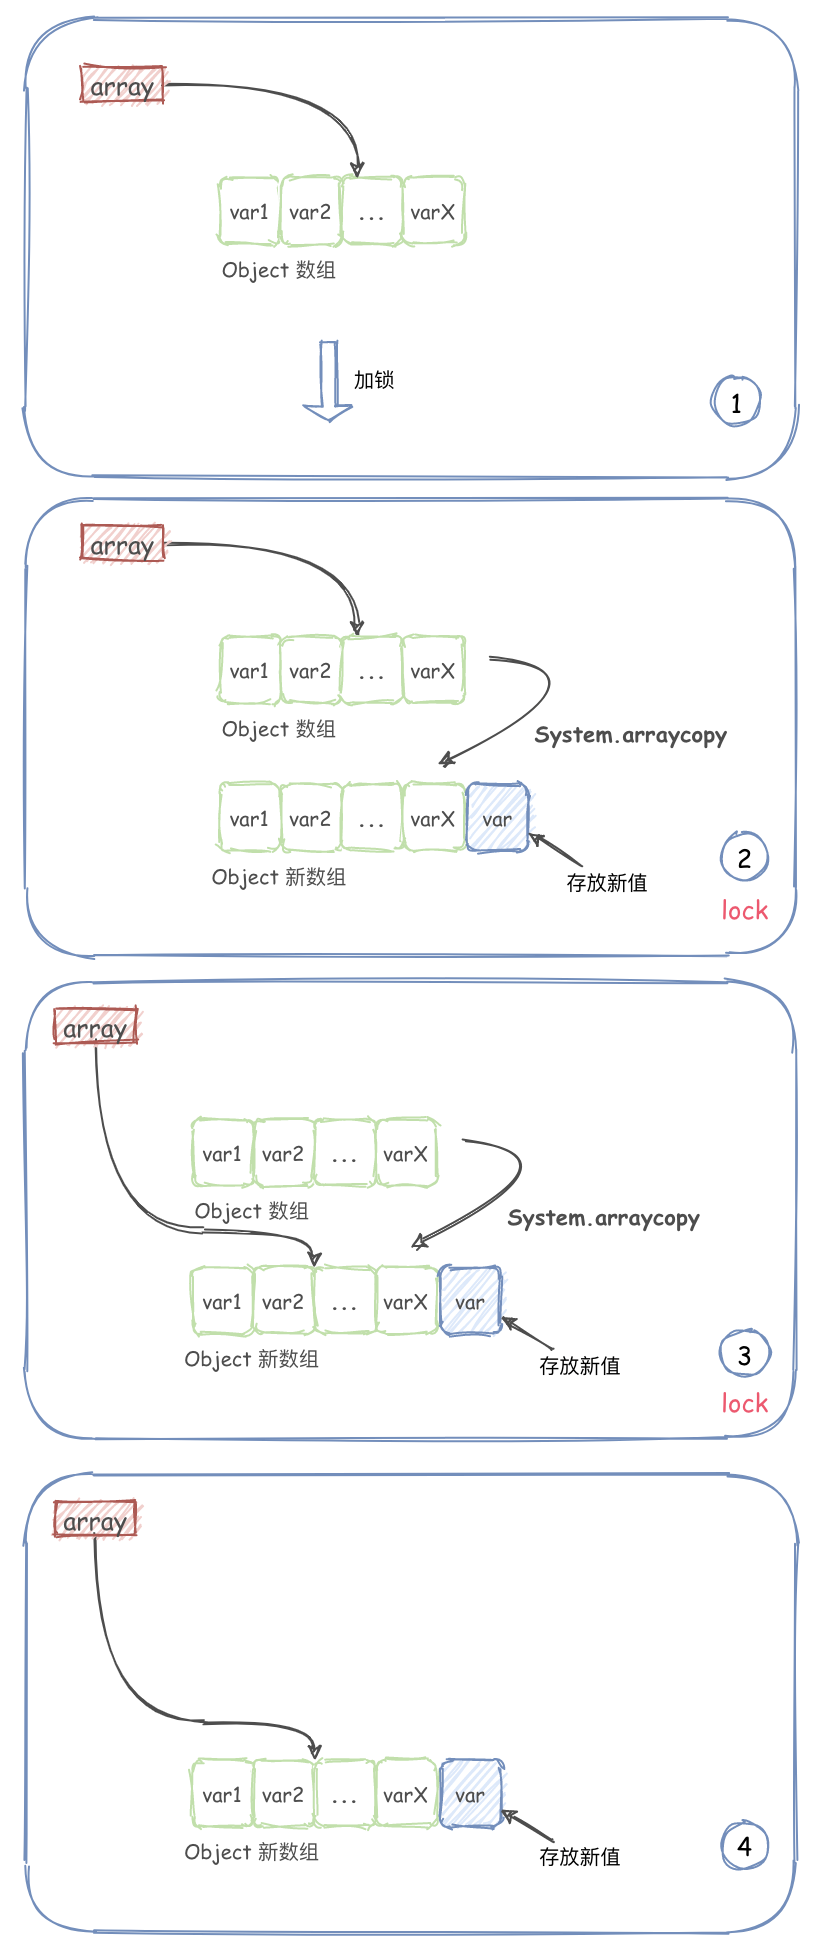 array
var1 var2 ... varX
Object 数组
加锁
1
array
var1 var2 ... varX
Object 数组
System.arraycopy
var1 var2 ... varX var
Object 新数组
存放新值
2
lock
array
var1 var2 ... varX
Object 数组
System.arraycopy
var1 var2 ... varX var
Object 新数组
存放新值
3
lock
array
var1 var2 ... varX var
Object 新数组
存放新值
4